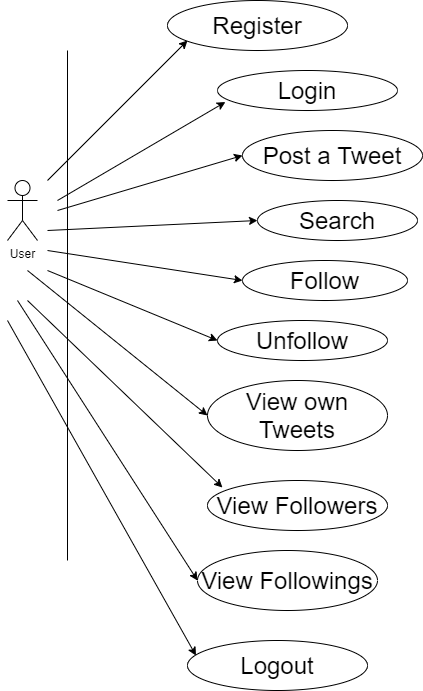 Register
Login
Post a Tweet
Search
User
Follow
Unfollow
View own
Tweets
View Followers
View Followings
Logout